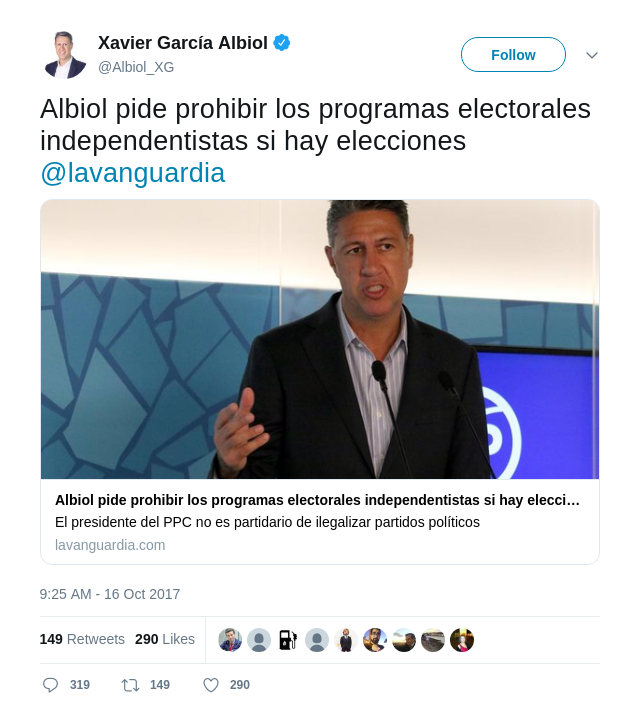 Xavier García Albiol
@Albiol_XG
Follow
Albiol pide prohibir los programas electorales
independentistas si hay elecciones
@lavanguardia
Albiol pide prohibir los programas electorales independentistas si hay elecci…
El presidente del PPC no es partidario de ilegalizar partidos políticos
lavanguardia.com
9:25 AM - 16 Oct 2017
149 Retweets 290 Likes
319 149 290